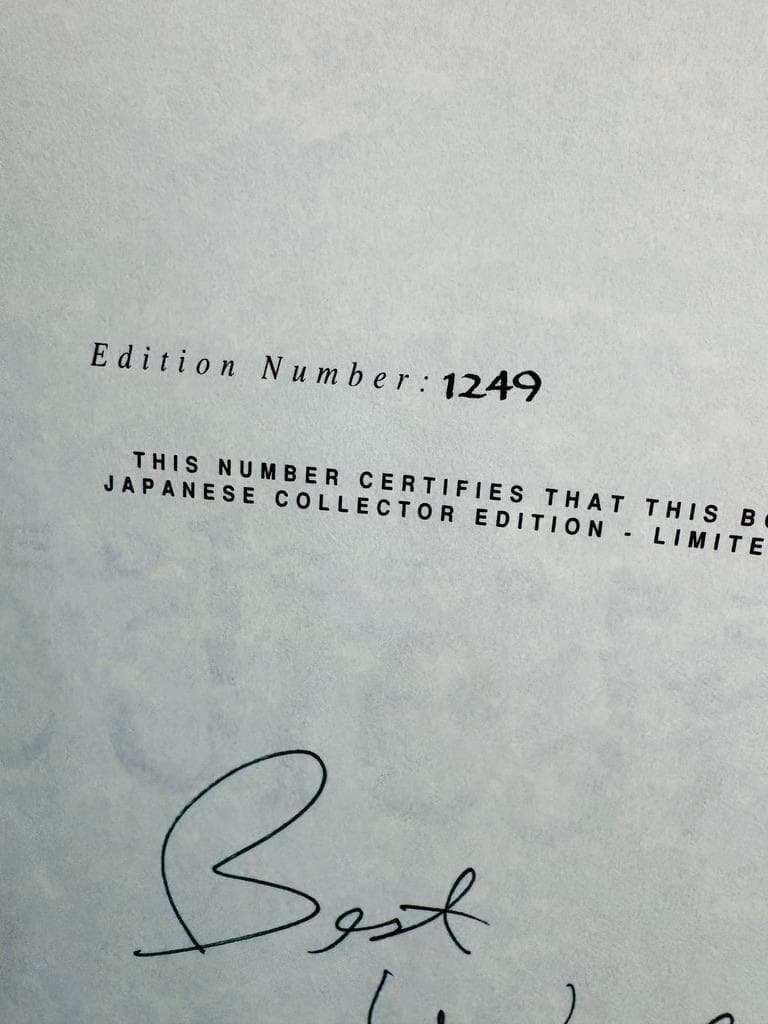 Edition Number: 1249
THIS NUMBER CERTIFIES THAT THIS
JAPANESE COLLECTOR EDITION - LIMITE
Best